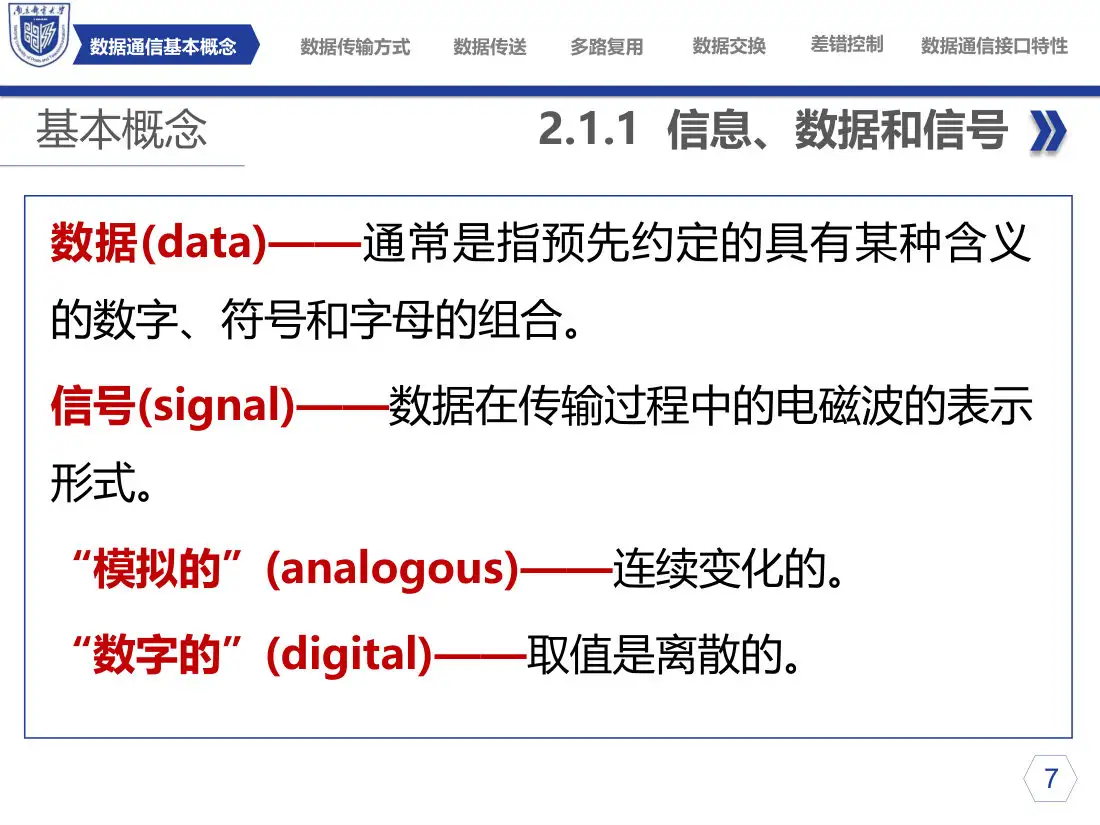 南京邮电大学
数据通信基本概念 数据传输方式 数据传送 多路复用 数据交换 差错控制 数据通信接口特性
基本概念
2.1.1 信息、数据和信号
数据(data)——通常是指预先约定的具有某种含义
的数字、符号和字母的组合。
信号(signal)——数据在传输过程中的电磁波的表示
形式。
“模拟的”(analogous)——连续变化的。
“数字的”(digital)——取值是离散的。
7